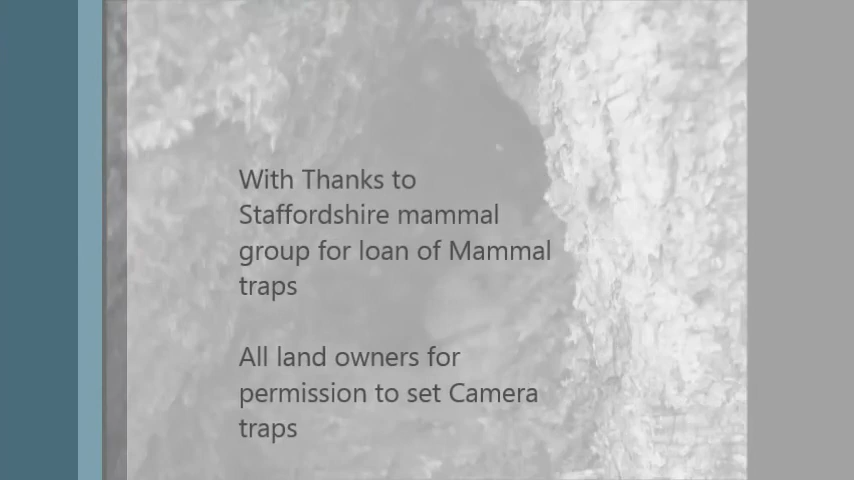 With Thanks to
Staffordshire mammal
group for loan of Mammal
traps
All land owners for
permission to set Camera
traps